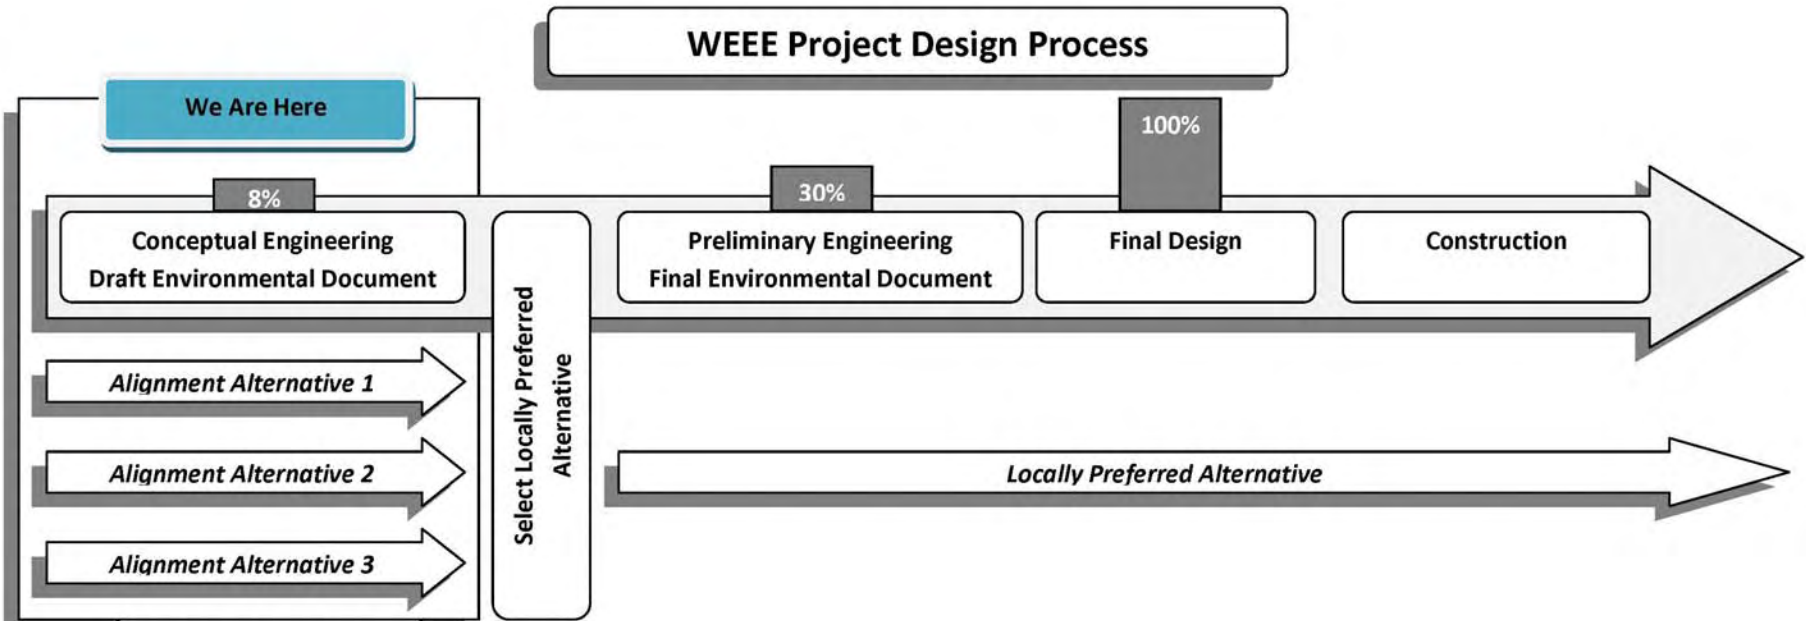 WEEE Project Design Process
We Are Here
8%
30%
100%
Conceptual Engineering
Draft Environmental Document
Select Locally Preferred
Alternative
Preliminary Engineering
Final Environmental Document
Final Design
Construction
Alignment Alternative 1
Alignment Alternative 2
Alignment Alternative 3
Locally Preferred Alternative